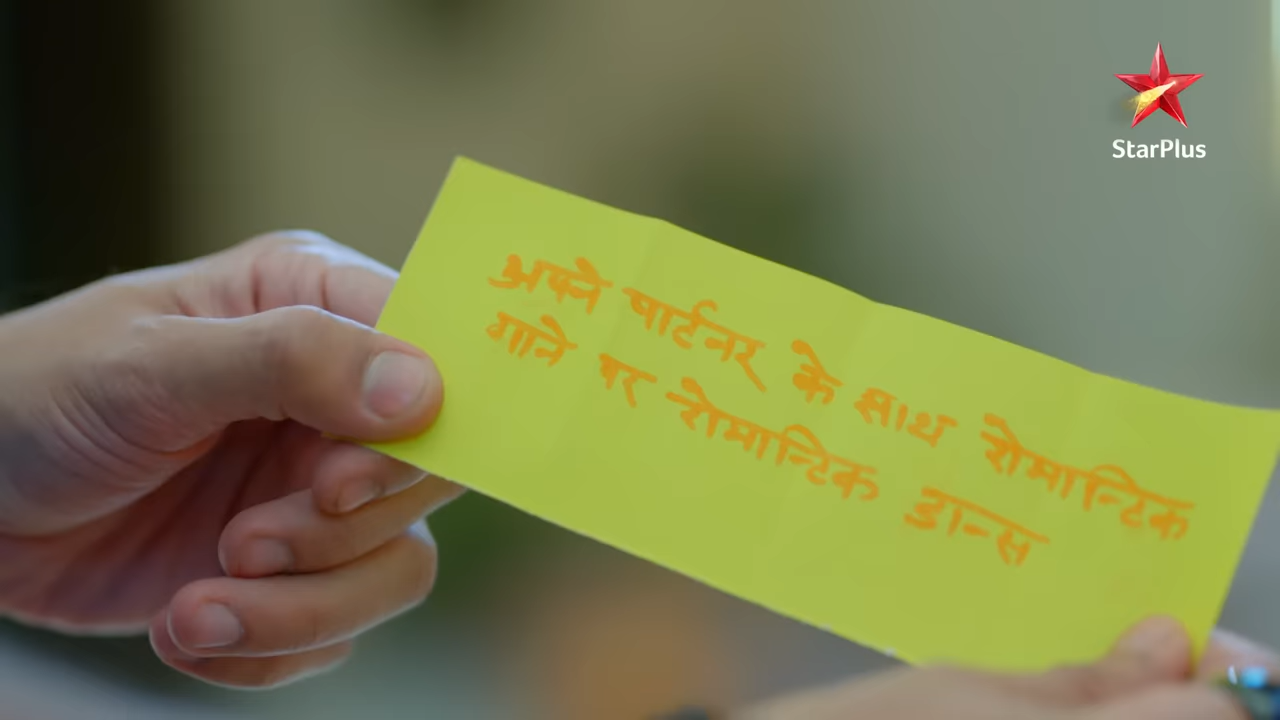 StarPlus
अपने पार्टनर के साथ रोमान्टिक
गाने पर रोमान्टिक डान्स